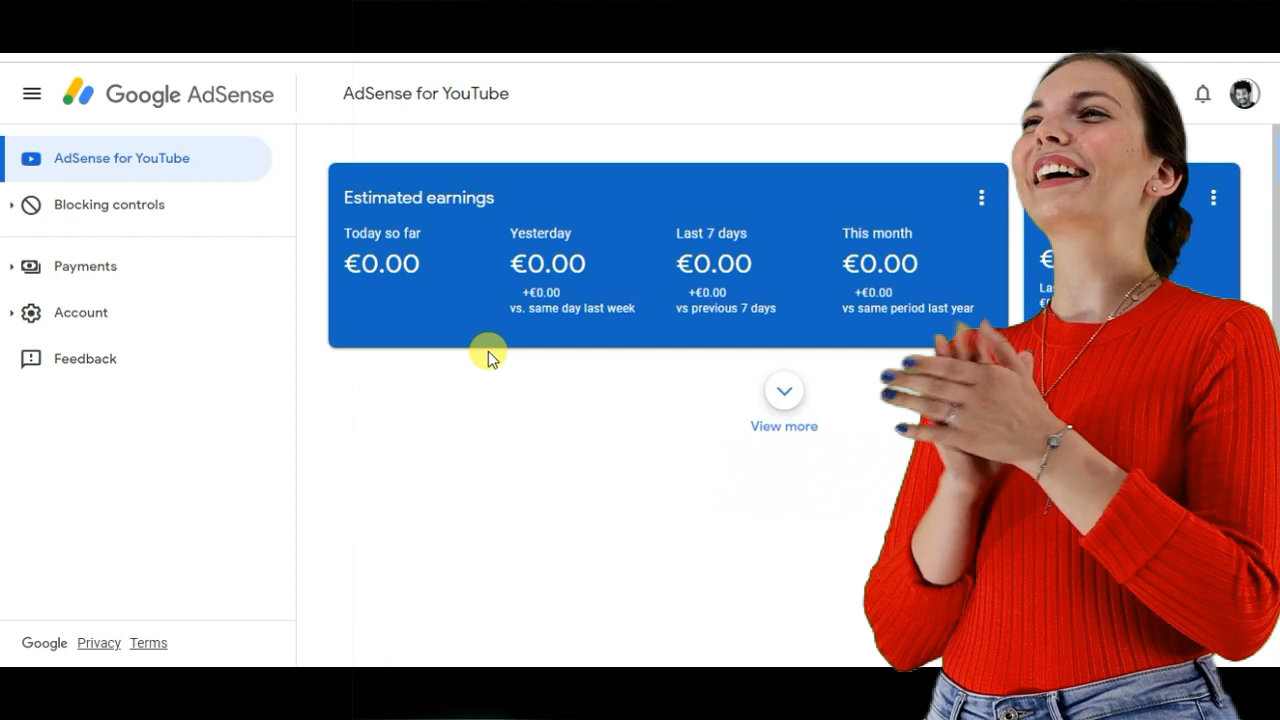 Google AdSense
AdSense for YouTube
AdSense for YouTube
Blocking controls
Payments
Account
Feedback
Google Privacy Terms
Estimated earnings
Today so far
€0.00
Yesterday
€0.00
+€0.00
vs. same day last week
Last 7 days
€0.00
+€0.00
vs previous 7 days
This month
€0.00
+€0.00
vs same period last year
View more